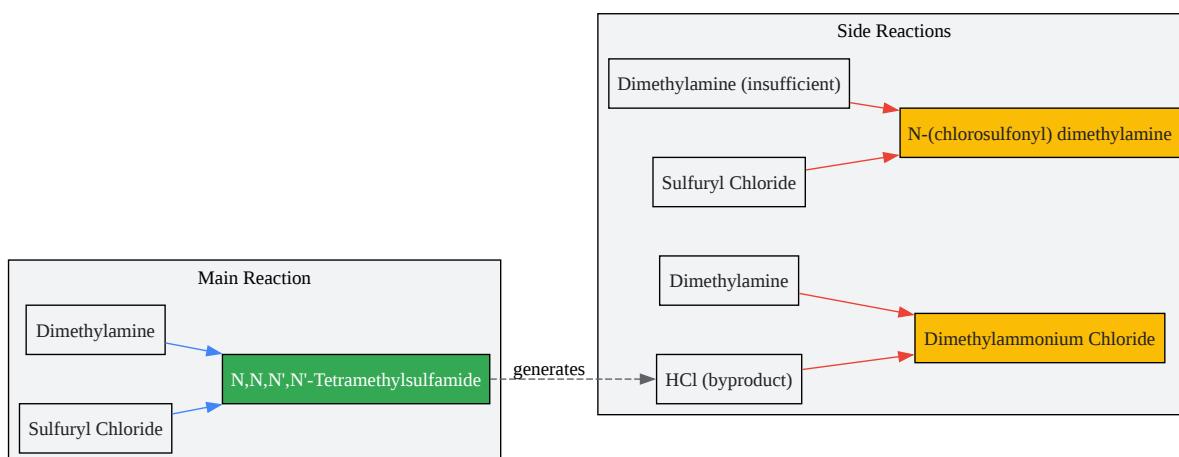 Side Reactions
Dimethylamine (insufficient)
N-(chlorosulfonyl) dimethylamine
Sulfuryl Chloride
Dimethylamine
Dimethylammonium Chloride
HCl (byproduct)
Main Reaction
Dimethylamine
N,N,N',N'-Tetramethylsulfamide
Sulfuryl Chloride
generates